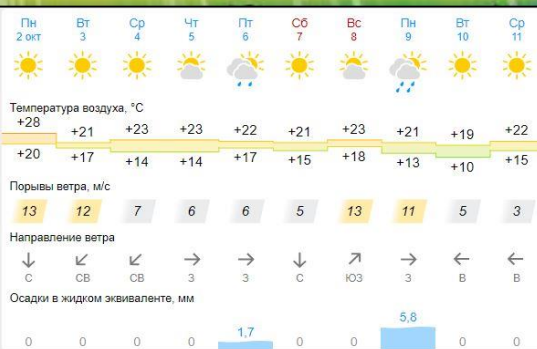 Пн Вт Ср Чт Пт Сб Вс Пн Вт Ср
2 окт 3 4 5 6 7 8 9 10 11
Температура воздуха, °C
+28 +21 +23 +23 +22 +21 +23 +21 +19 +22
+20 +17 +14 +14 +17 +15 +18 +13 +10 +15
Порывы ветра, м/с
13 12 7 6 6 5 13 11 5 3
Направление ветра
↓ ↙ ↙ → → ↓ ↗ → ← ←
С СВ СВ З З С ЮЗ З В В
Осадки в жидком эквиваленте, мм
0 0 0 0 1,7 0 0 5,8 0 0